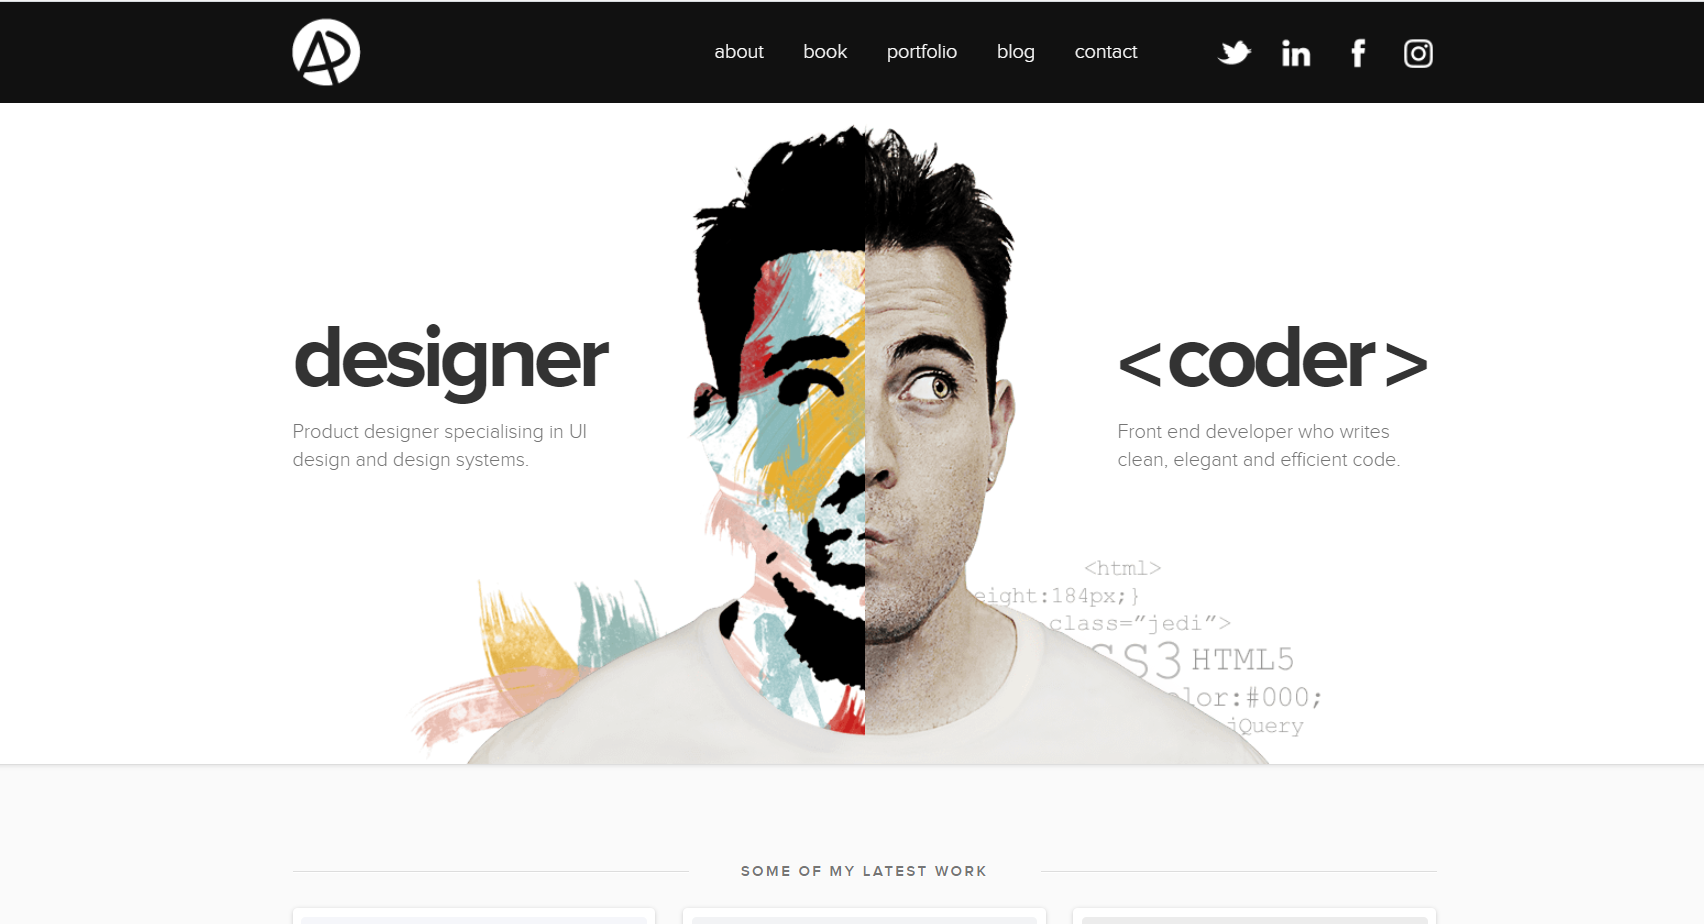 about book portfolio blog contact
designer
Product designer specialising in UI
design and design systems.
<coder>
Front end developer who writes
clean, elegant and efficient code.
<html>
eight:184px;}
class="jedi">
SS3 HTML5
lor:#000;
jQuery
SOME OF MY LATEST WORK